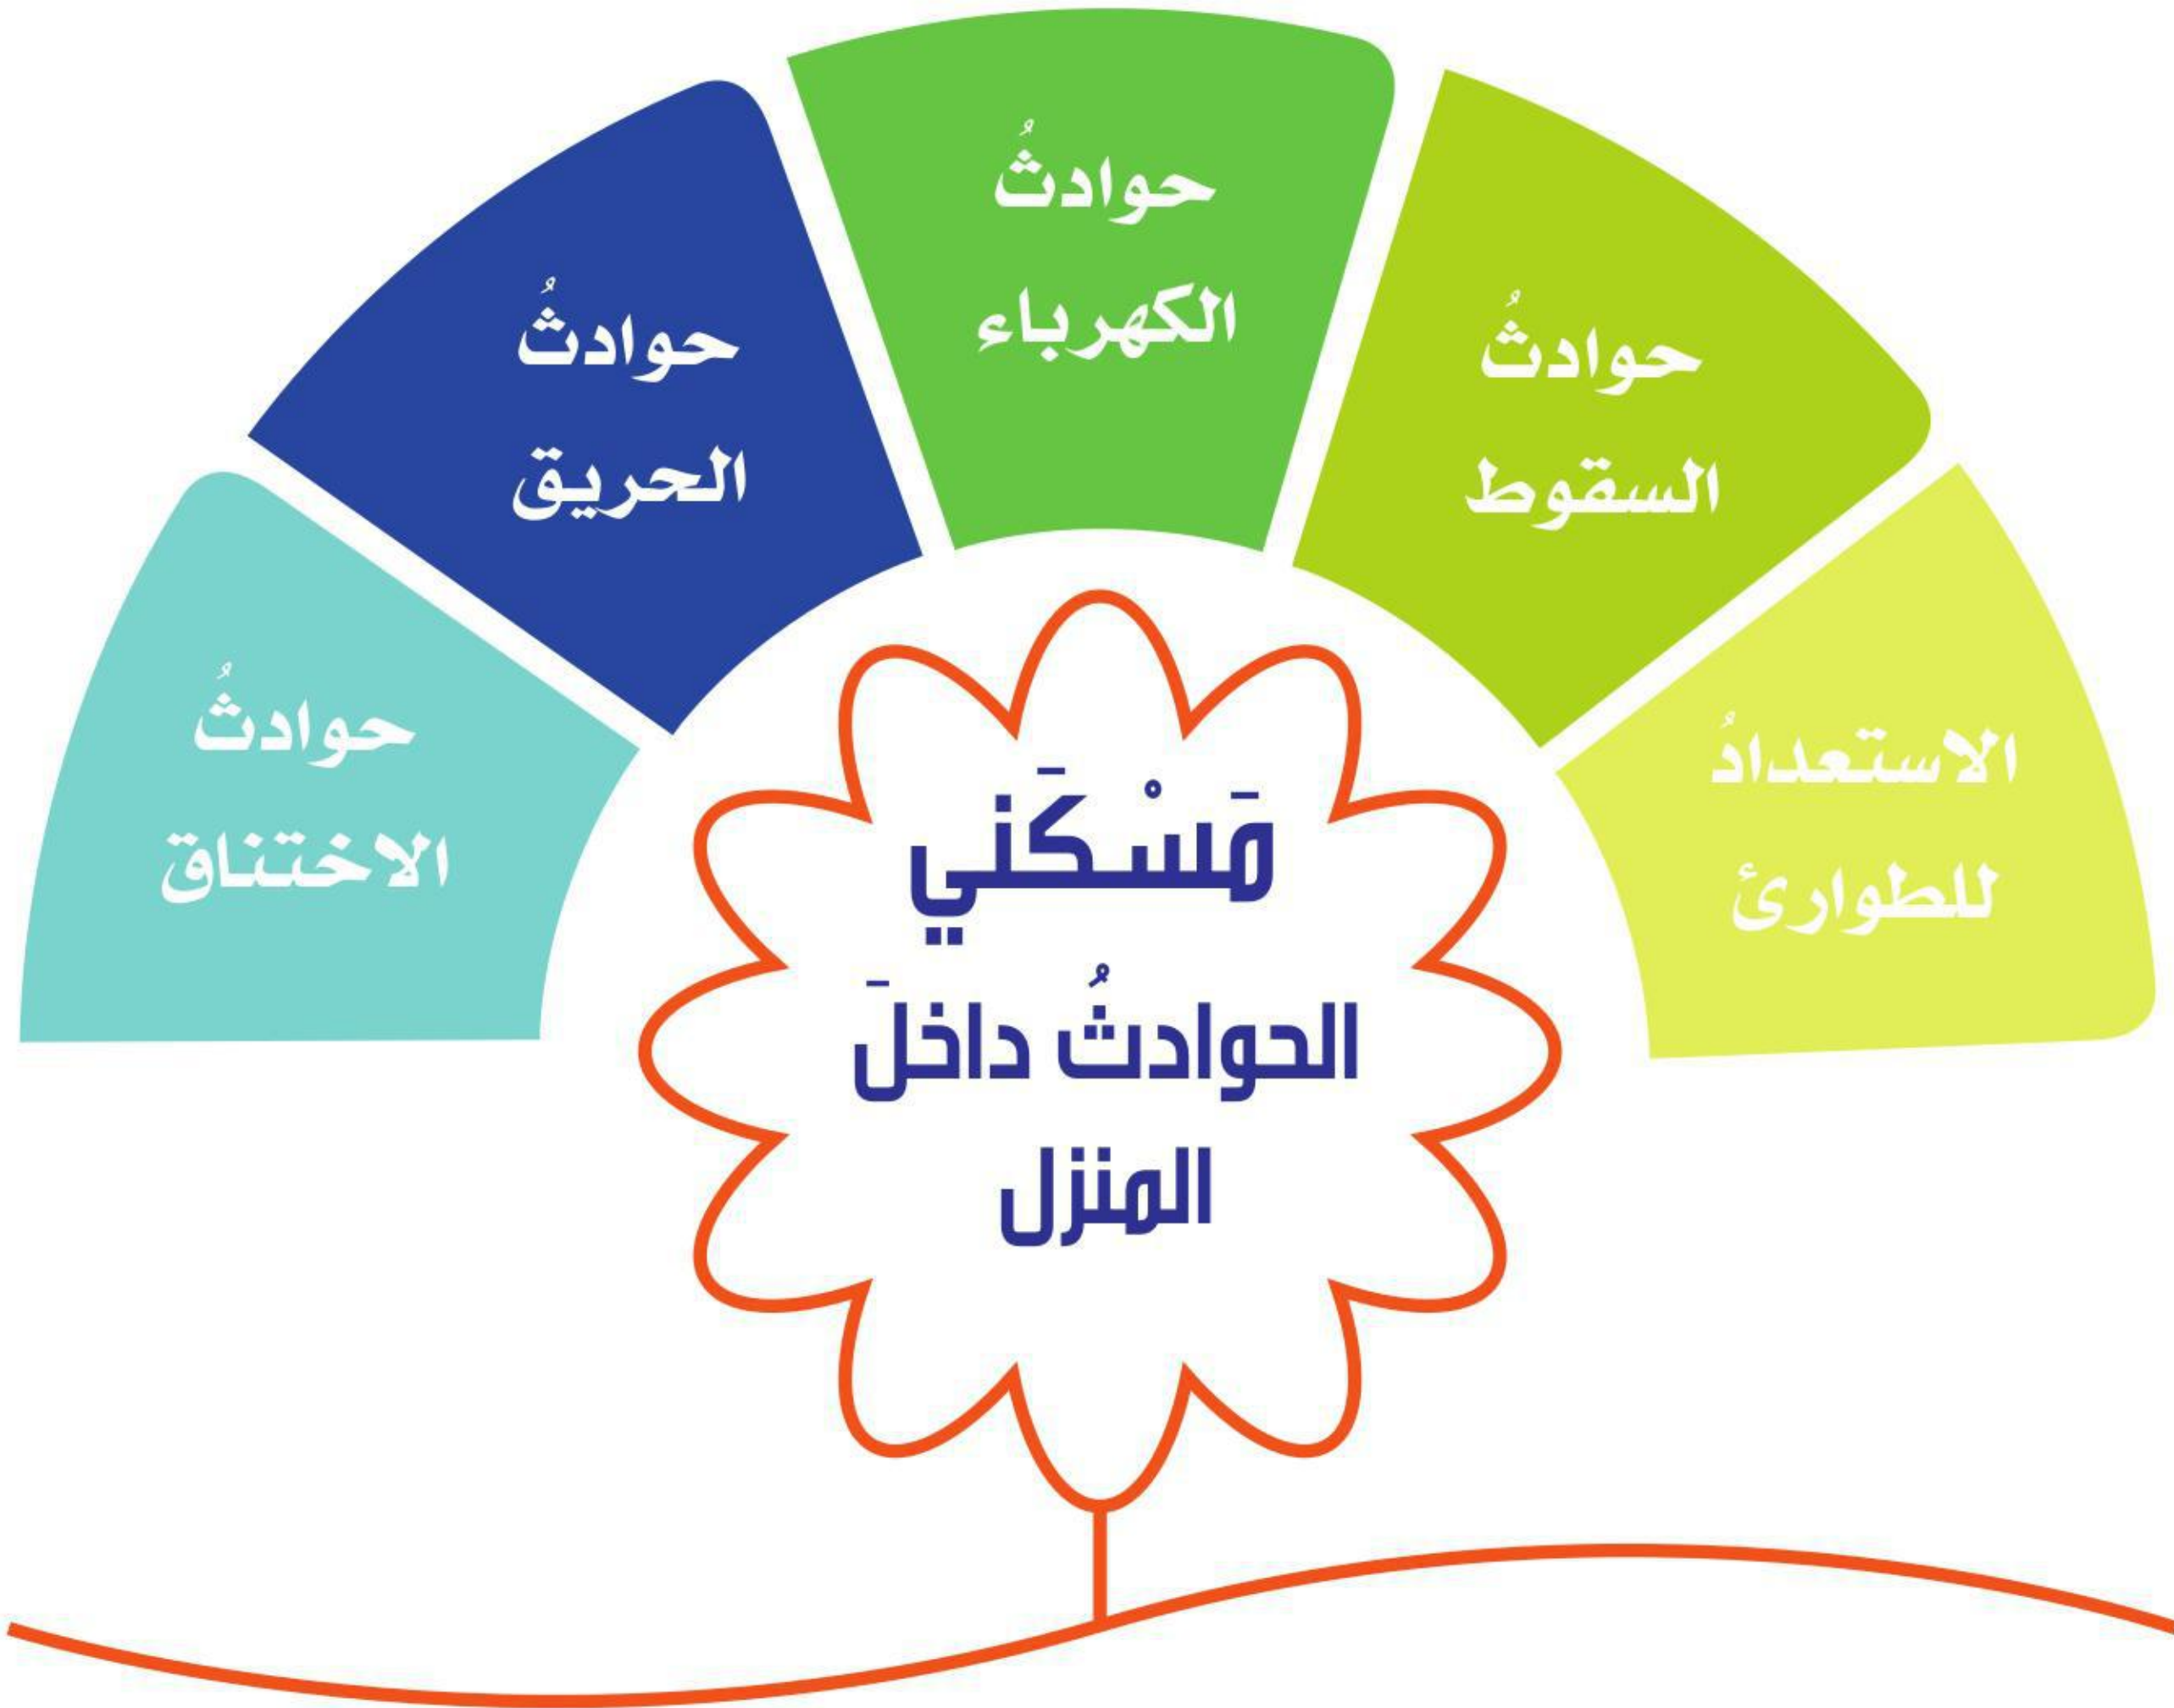 الاستعدادُ
للطوارئ
حوادثُ
السقوط
حوادثُ
الكهرباء
حوادثُ
الحريق
حوادثُ
الاختناق
مَسْكَني
الحوادثُ داخلَ
المنزل